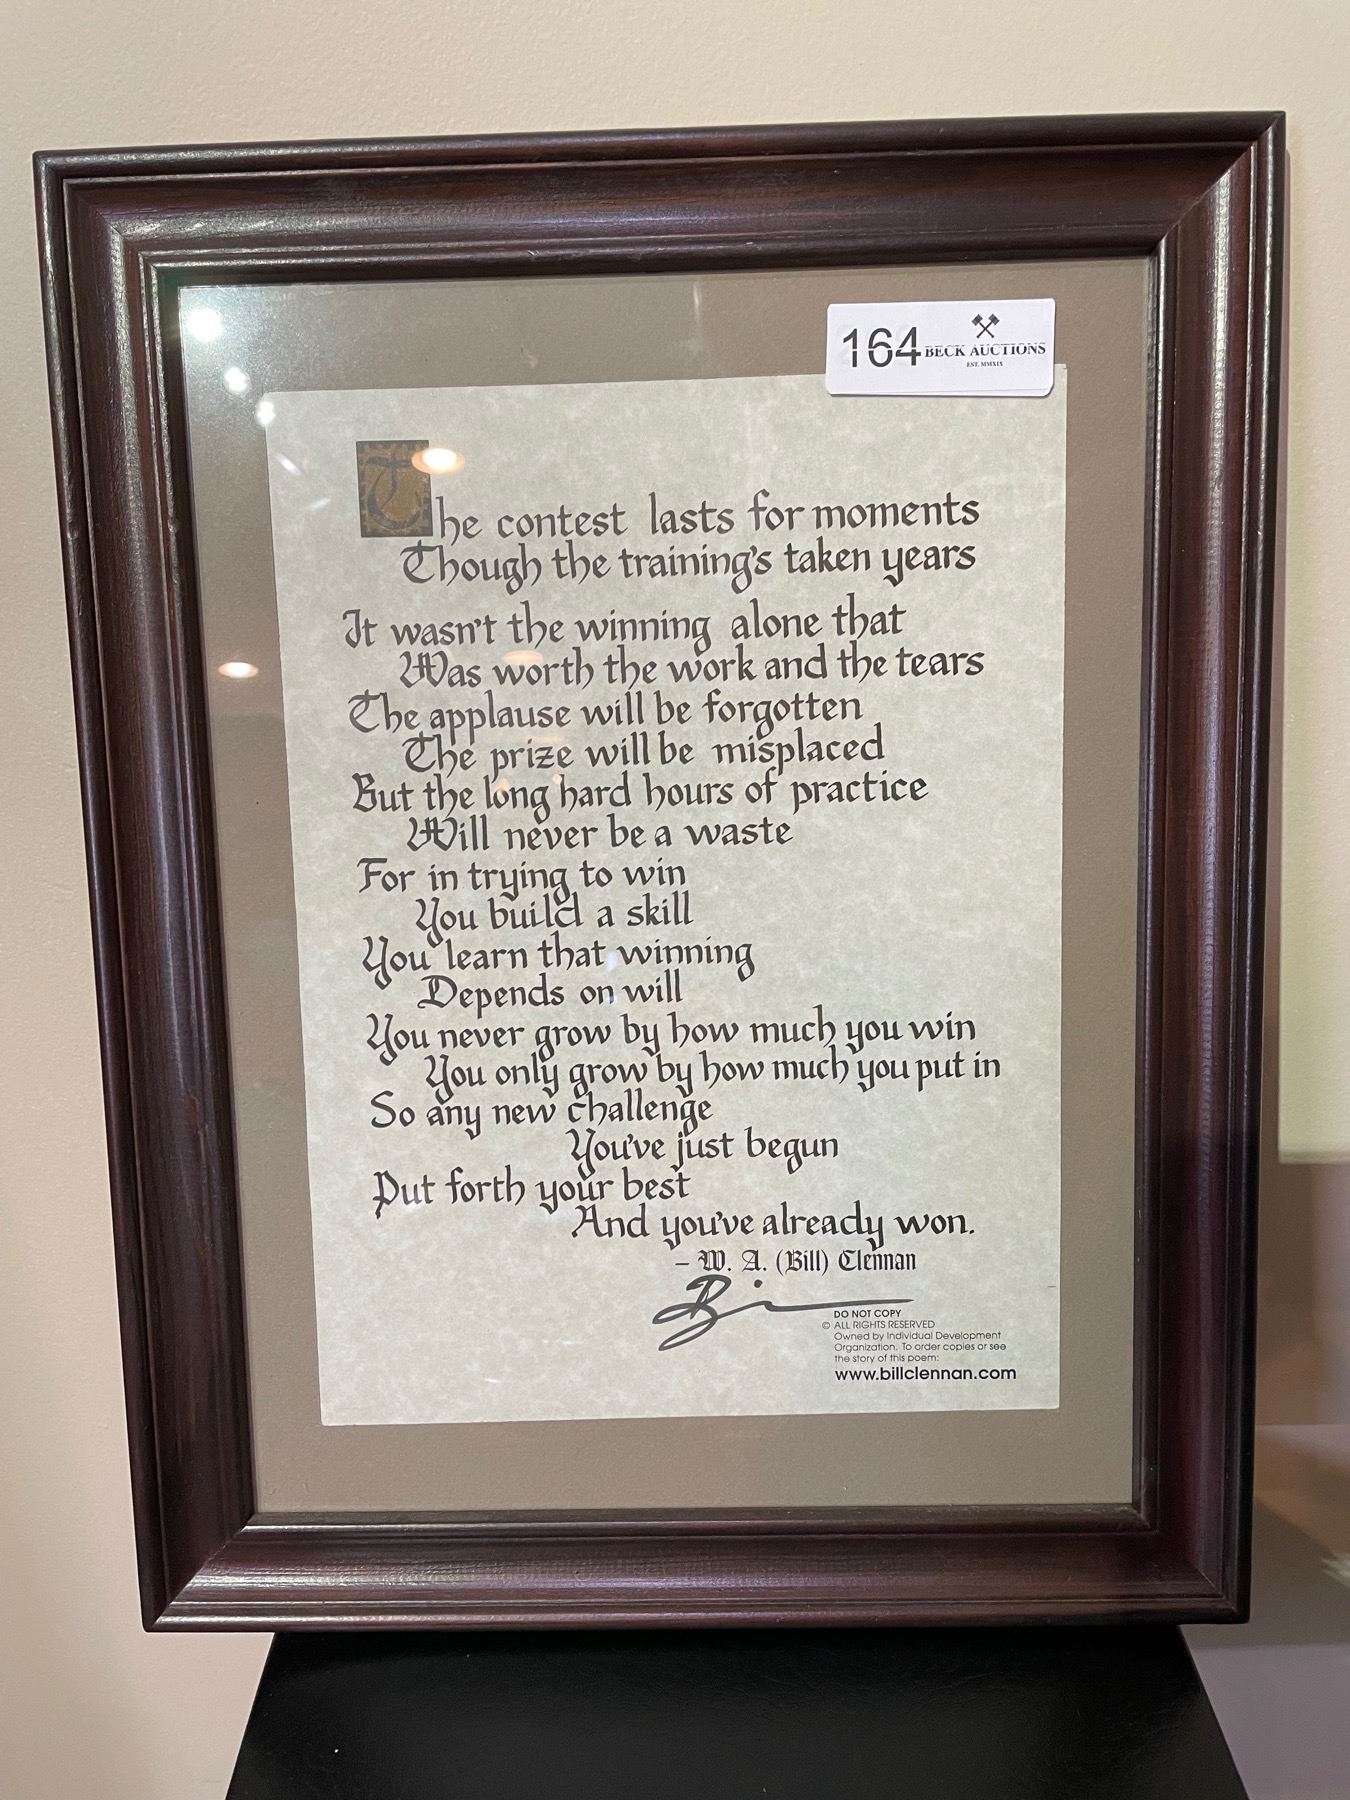 164 BECK AUCTIONS
EST. MMXIX
The contest lasts for moments
Though the training's taken years
It wasn't the winning alone that
Was worth the work and the tears
The applause will be forgotten
The prize will be misplaced
But the long hard hours of practice
Will never be a waste
For in trying to win
You build a skill
You learn that winning
Depends on will
You never grow by how much you win
You only grow by how much you put in
So any new challenge
You've just begun
Put forth your best
And you've already won.
– W. A. (Bill) Clennan
DO NOT COPY
© ALL RIGHTS RESERVED
Owned by Individual Development
Organization. To order copies or see
the story of this poem:
www.billclennan.com